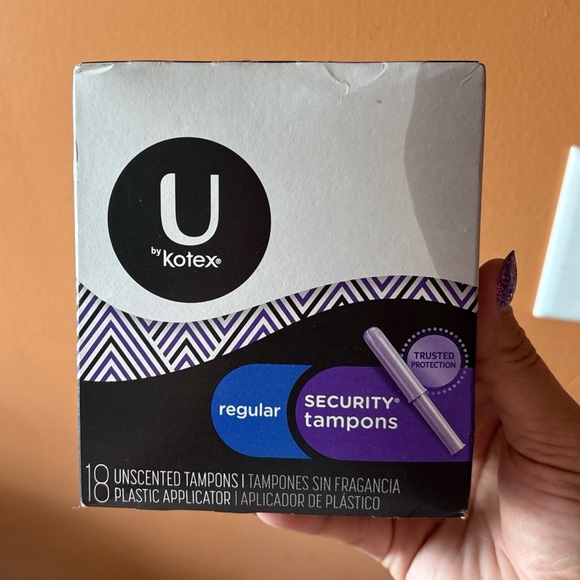 U
by Kotex®
TRUSTED
PROTECTION
regular
SECURITY®
tampons
18 UNSCENTED TAMPONS | TAMPONES SIN FRAGANCIA
PLASTIC APPLICATOR | APLICADOR DE PLÁSTICO